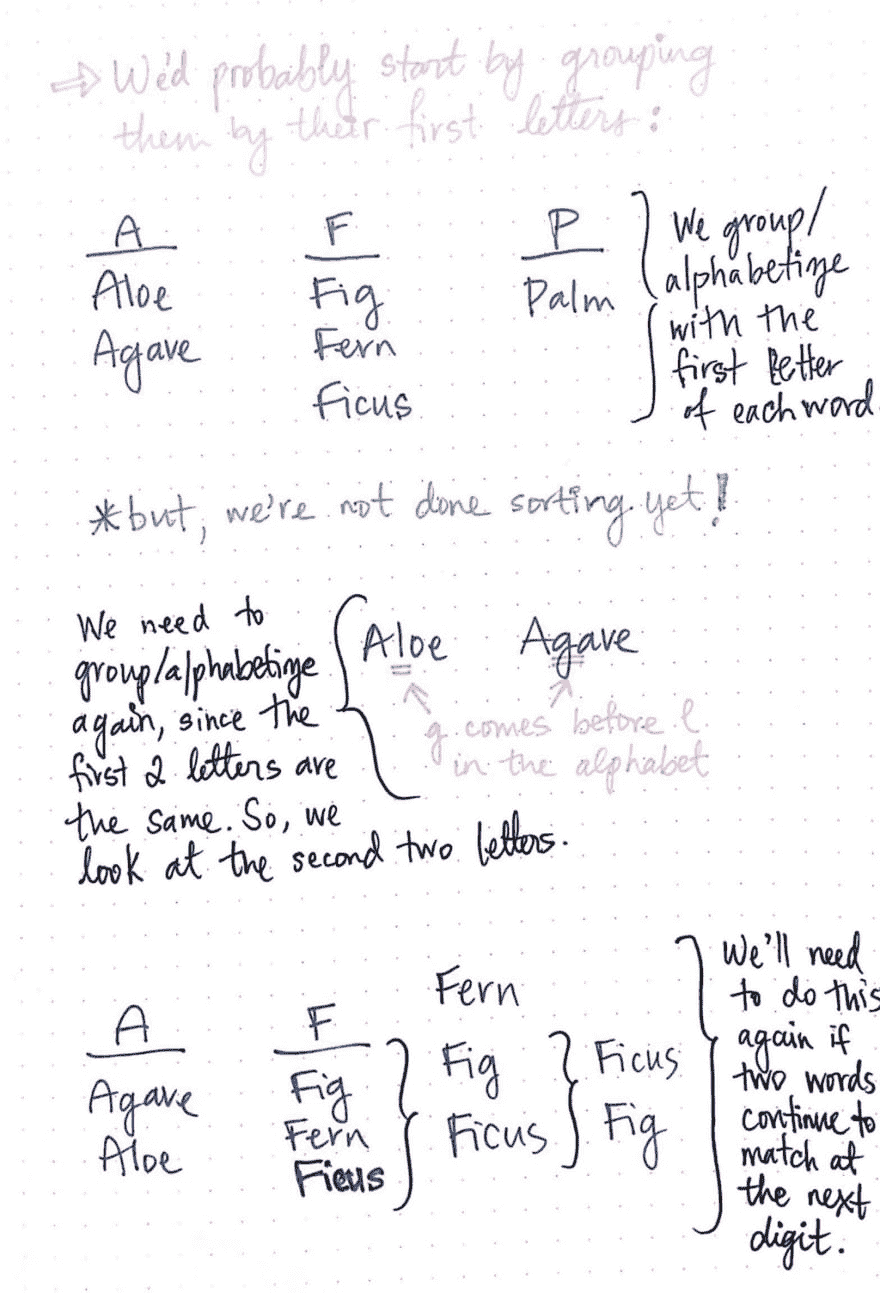 ⇒ We'd probably start by grouping
them by their first letters:
A F P
Aloe Fig Palm
Agave Fern
Ficus
We group/
alphabetize
with the
first letter
of each word
*but, we're not done sorting yet!
We need to
group/alphabetize
again, since the
first 2 letters are
the same. So, we
look at the second two letters.
Aloe Agave
g comes before l
in the alphabet
A F
Agave Fig
Aloe Fern
Ficus
Fern
Fig
Ficus
Ficus
Fig
We'll need
to do this
again if
two words
continue to
match at
the next
digit.